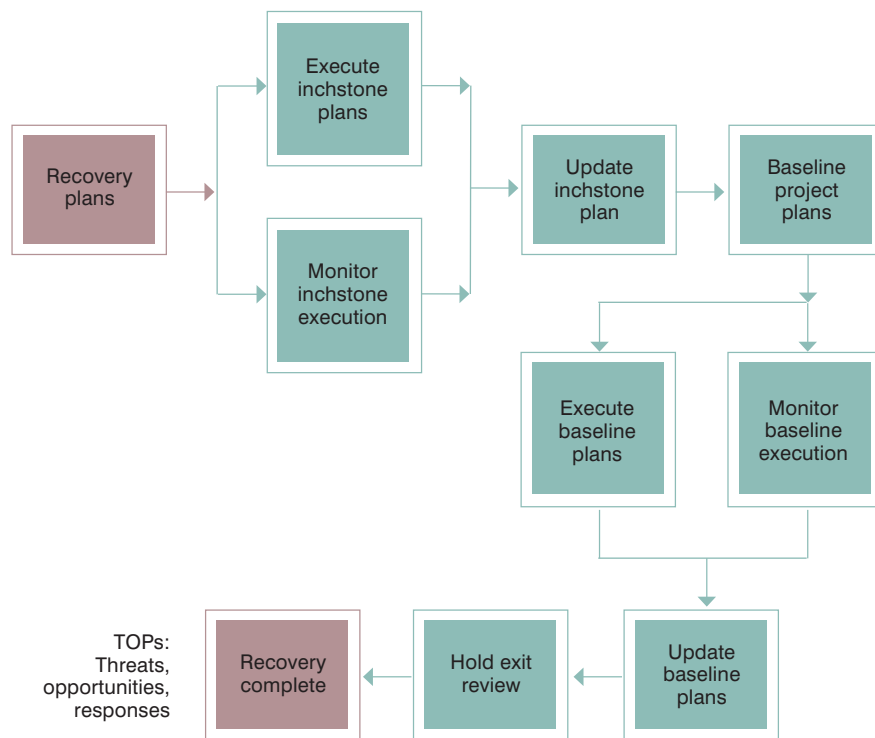 Recovery
plans
Execute
inchstone
plans
Monitor
inchstone
execution
Update
inchstone
plan
Baseline
project
plans
Execute
baseline
plans
Monitor
baseline
execution
Update
baseline
plans
Hold exit
review
Recovery
complete
TOPs:
Threats,
opportunities,
responses